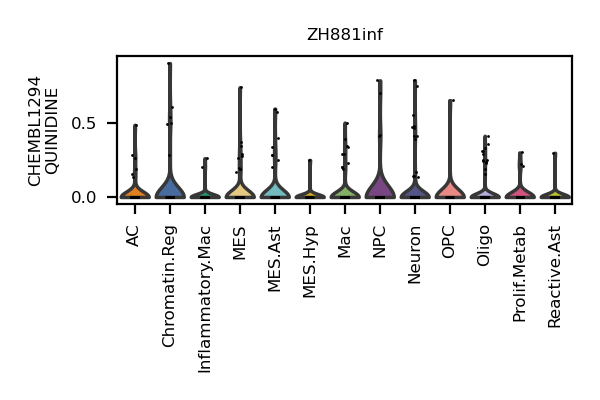 ZH881inf
CHEMBL1294
QUINIDINE
0.5
0.0
AC
Chromatin.Reg
Inflammatory.Mac
MES
MES.Ast
MES.Hyp
Mac
NPC
Neuron
OPC
Oligo
Prolif.Metab
Reactive.Ast